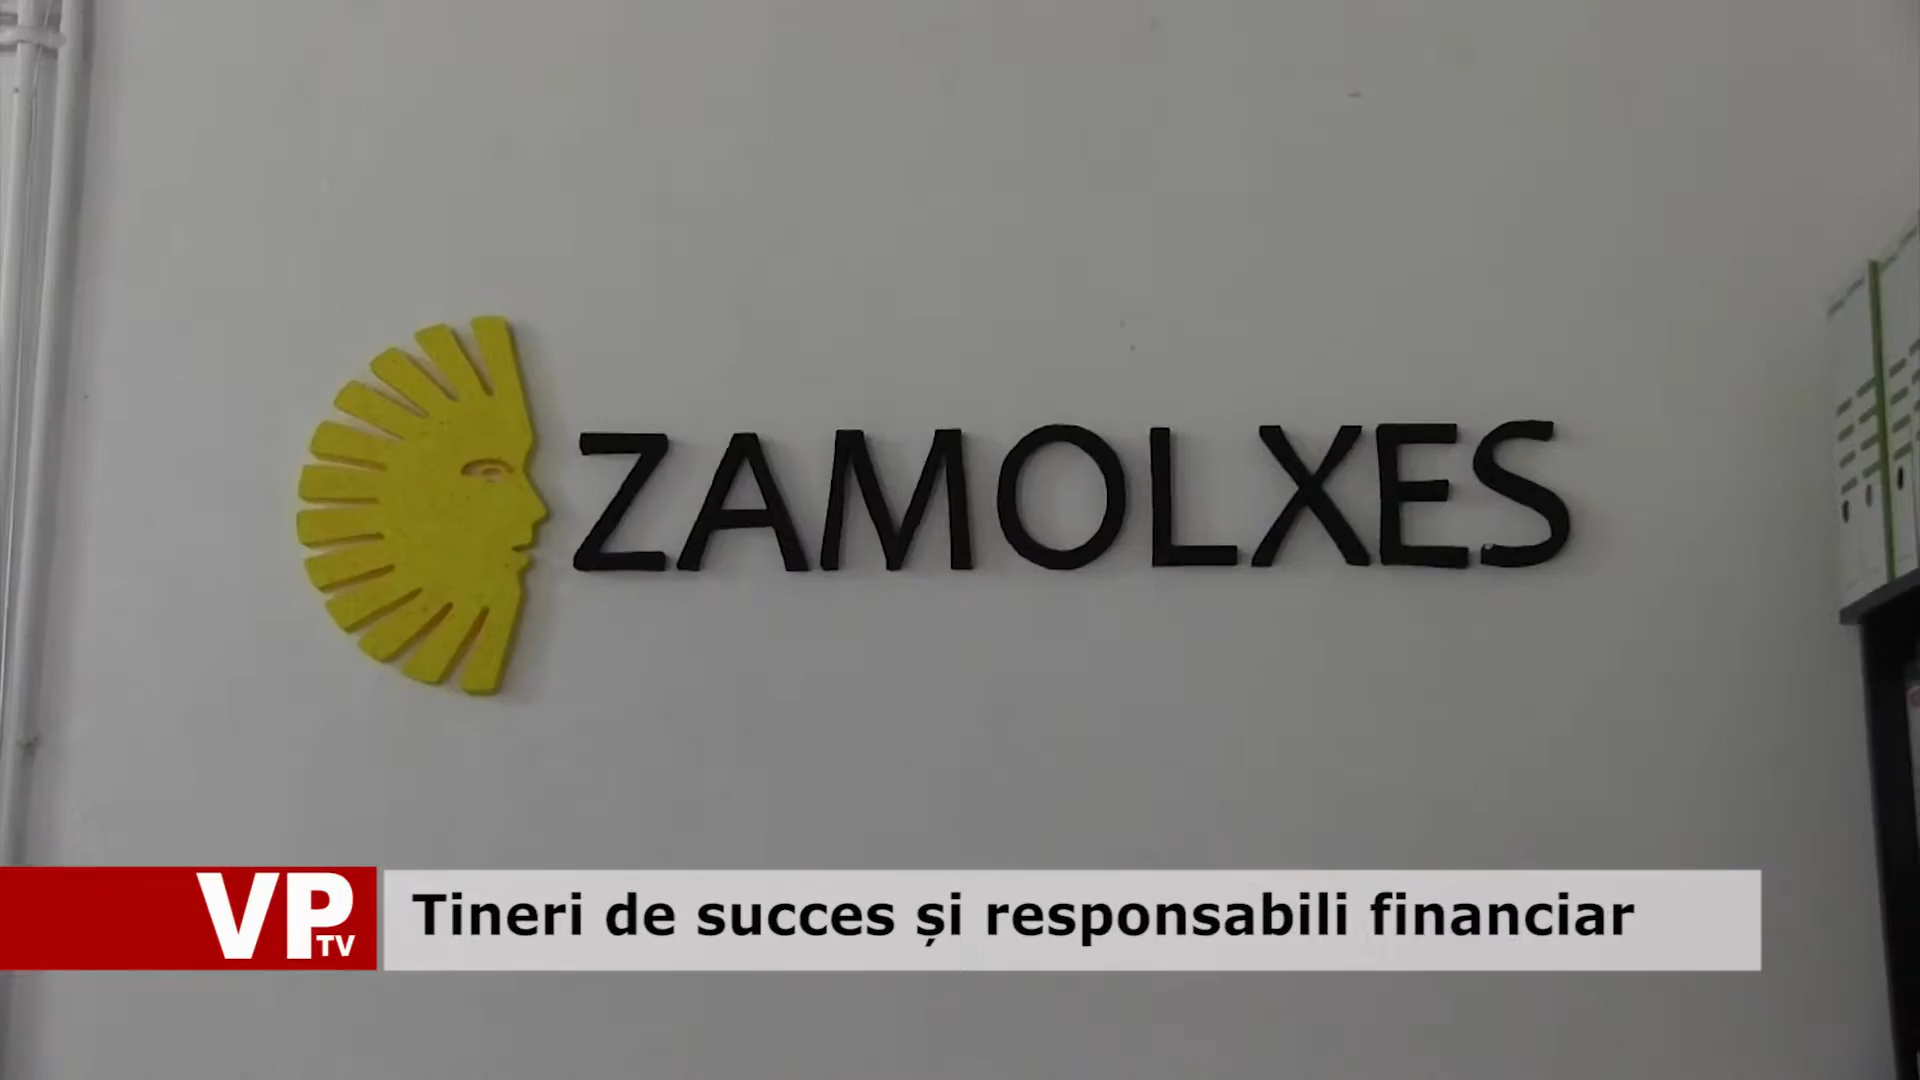 ZAMOLXES
VP TV
Tineri de succes și responsabili financiar